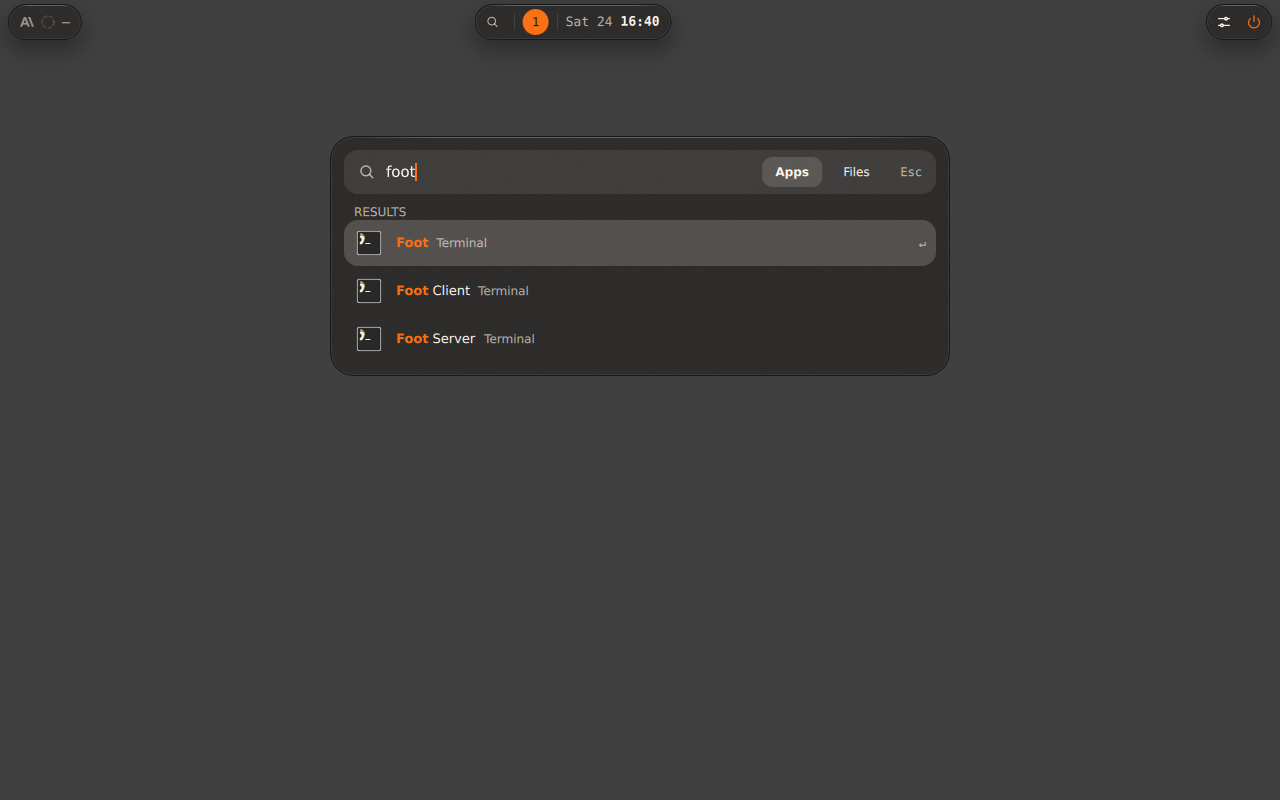 A\ –
1 Sat 24 16:40
foot Apps Files Esc
RESULTS
Foot Terminal ↵
Foot Client Terminal
Foot Server Terminal